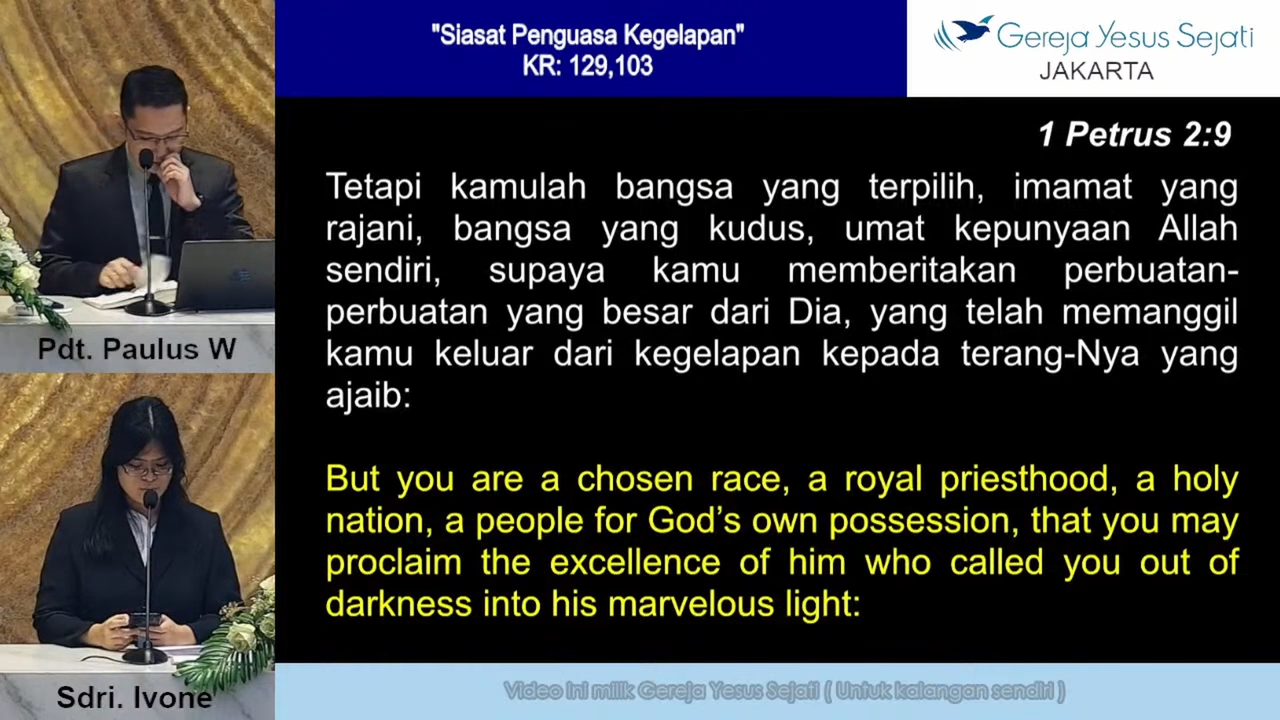 "Siasat Penguasa Kegelapan"
KR: 129,103
Gereja Yesus Sejati
JAKARTA
1 Petrus 2:9
Tetapi kamulah bangsa yang terpilih, imamat yang
rajani, bangsa yang kudus, umat kepunyaan Allah
sendiri, supaya kamu memberitakan perbuatan-
perbuatan yang besar dari Dia, yang telah memanggil
kamu keluar dari kegelapan kepada terang-Nya yang
ajaib:
But you are a chosen race, a royal priesthood, a holy
nation, a people for God’s own possession, that you may
proclaim the excellence of him who called you out of
darkness into his marvelous light:
Pdt. Paulus W
Sdri. Ivone
Video ini milik Gereja Yesus Sejati ( Untuk kalangan sendiri )